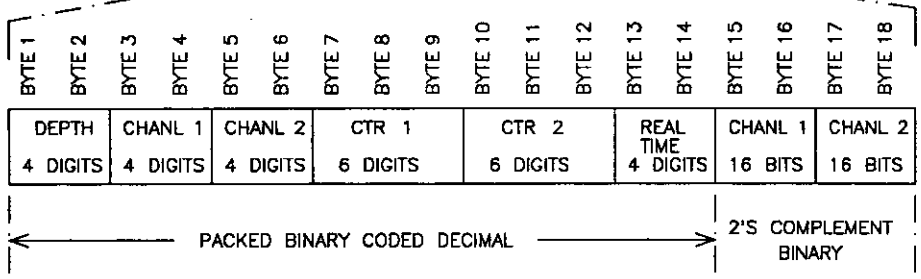 BYTE 1 BYTE 2 BYTE 3 BYTE 4 BYTE 5 BYTE 6 BYTE 7 BYTE 8 BYTE 9 BYTE 10 BYTE 11 BYTE 12 BYTE 13 BYTE 14 BYTE 15 BYTE 16 BYTE 17 BYTE 18
DEPTH CHANL 1 CHANL 2 CTR 1 CTR 2 REAL TIME CHANL 1 CHANL 2
4 DIGITS 4 DIGITS 4 DIGITS 6 DIGITS 6 DIGITS 4 DIGITS 16 BITS 16 BITS
PACKED BINARY CODED DECIMAL 2'S COMPLEMENT
BINARY